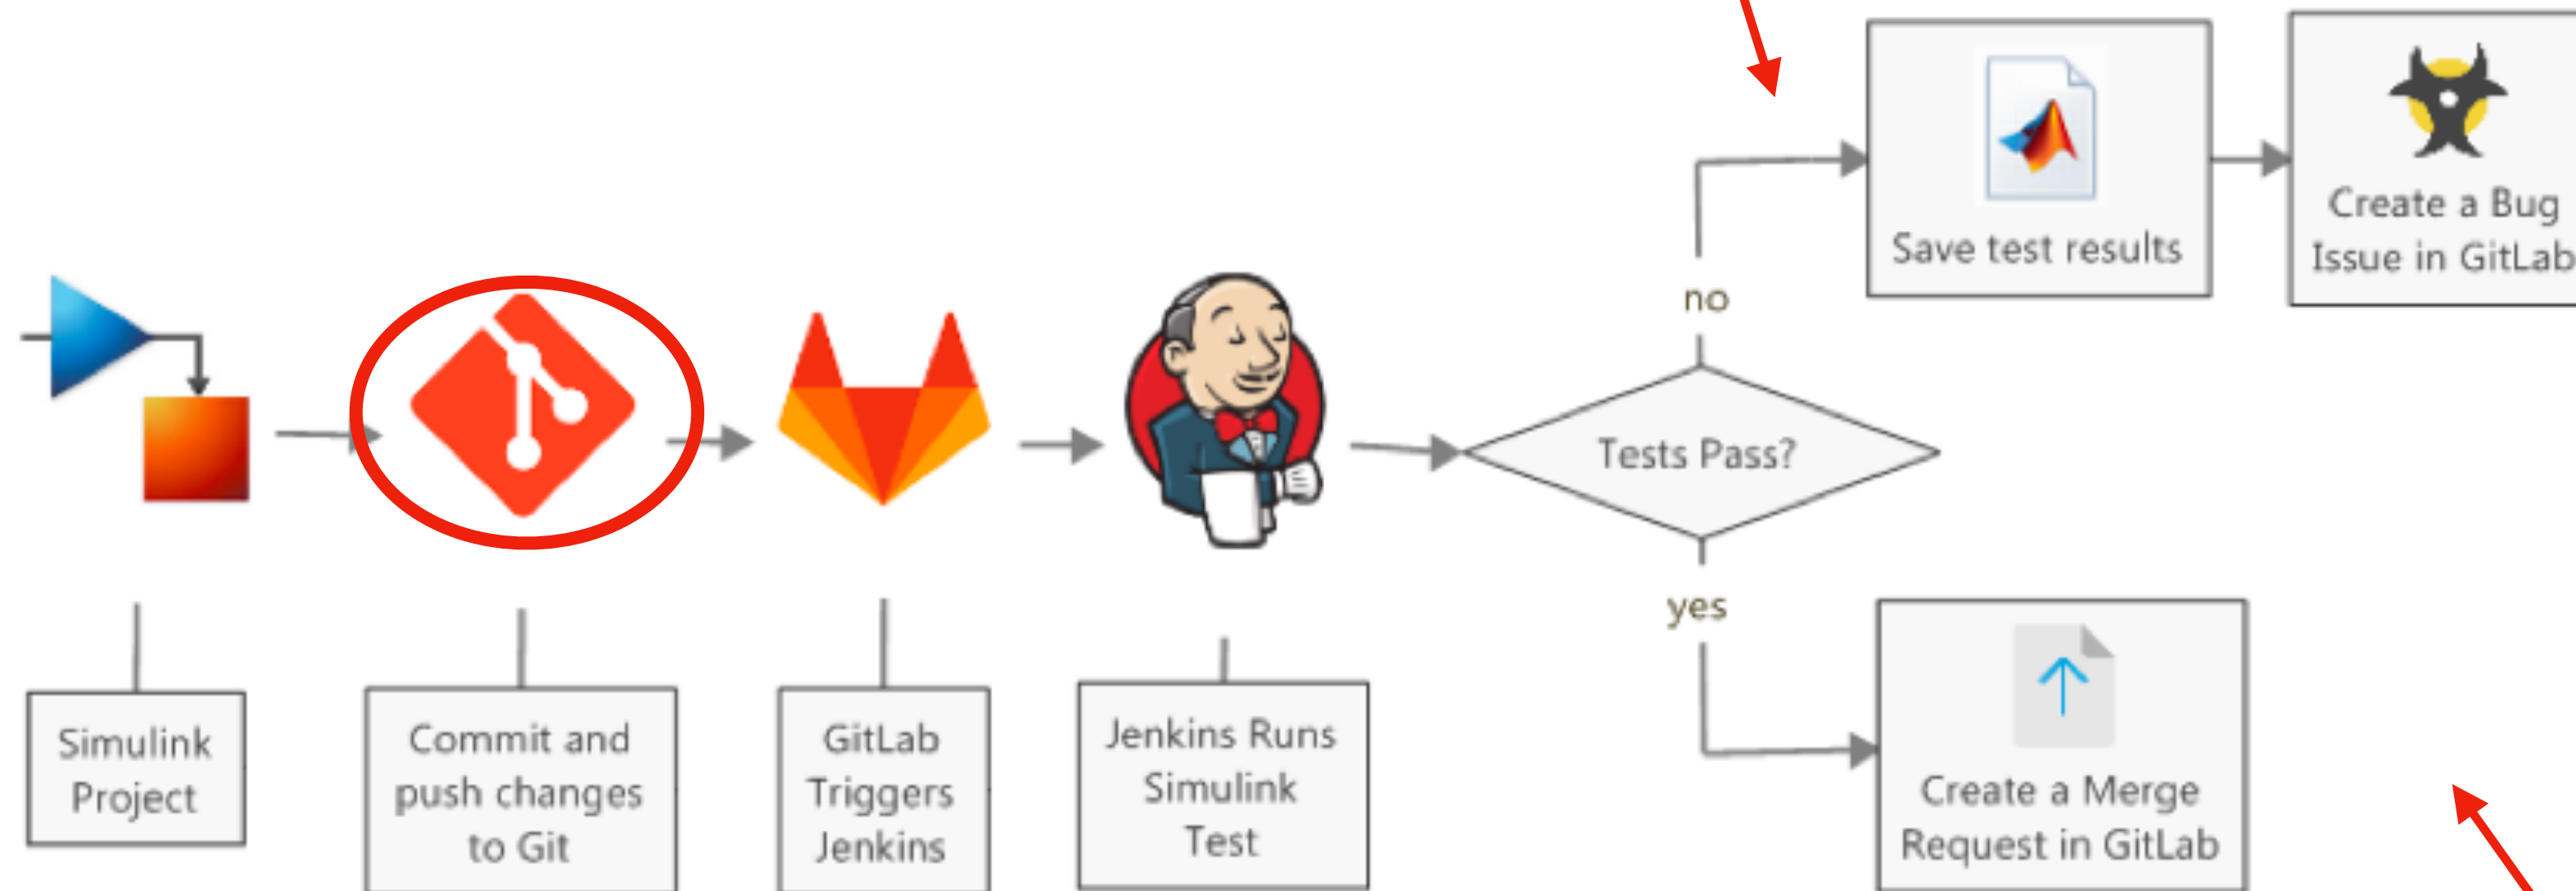 Save test results
Create a Bug
Issue in GitLab
no
Tests Pass?
yes
Simulink
Project
Commit and
push changes
to Git
GitLab
Triggers
Jenkins
Jenkins Runs
Simulink
Test
Create a Merge
Request in GitLab